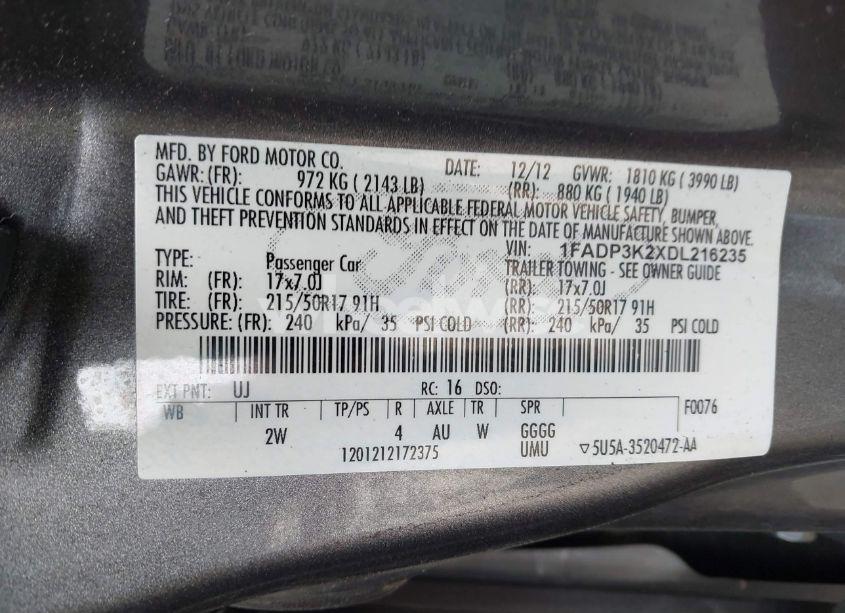 MFD. BY FORD MOTOR CO. DATE: 12/12 GVWR: 1810 KG ( 3990 LB)
GAWR: (FR): 972 KG ( 2143 LB) (RR): 880 KG ( 1940 LB)
THIS VEHICLE CONFORMS TO ALL APPLICABLE FEDERAL MOTOR VEHICLE SAFETY, BUMPER,
AND THEFT PREVENTION STANDARDS IN EFFECT ON THE DATE OF MANUFACTURE SHOWN ABOVE.
VIN: 1FADP3K2XDL216235
TYPE: Passenger Car TRAILER TOWING - SEE OWNER GUIDE
RIM: (FR): 17x7.0J (RR): 17x7.0J
TIRE: (FR): 215/50R17 91H (RR): 215/50R17 91H
PRESSURE: (FR): 240 kPa/ 35 PSI COLD (RR): 240 kPa/ 35 PSI COLD
EXT PNT: UJ RC: 16 DSO:
WB INT TR TP/PS R AXLE TR SPR F0076
2W 4 AU W GGGG
1201212172375 UMU ▽5U5A-3520472-AA